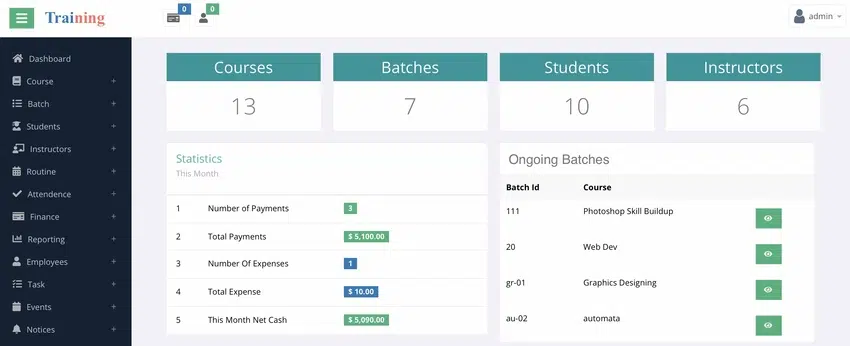 Training
0
0
admin
Dashboard
Course +
Batch +
Students +
Instructors +
Routine +
Attendence +
Finance +
Reporting +
Employees +
Task +
Events +
Notices +
Courses
13
Batches
7
Students
10
Instructors
6
Statistics
This Month
1 Number of Payments 3
2 Total Payments $ 5,100.00
3 Number Of Expenses 1
4 Total Expense $ 10.00
5 This Month Net Cash $ 5,090.00
Ongoing Batches
Batch Id Course
111 Photoshop Skill Buildup
20 Web Dev
gr-01 Graphics Designing
au-02 automata